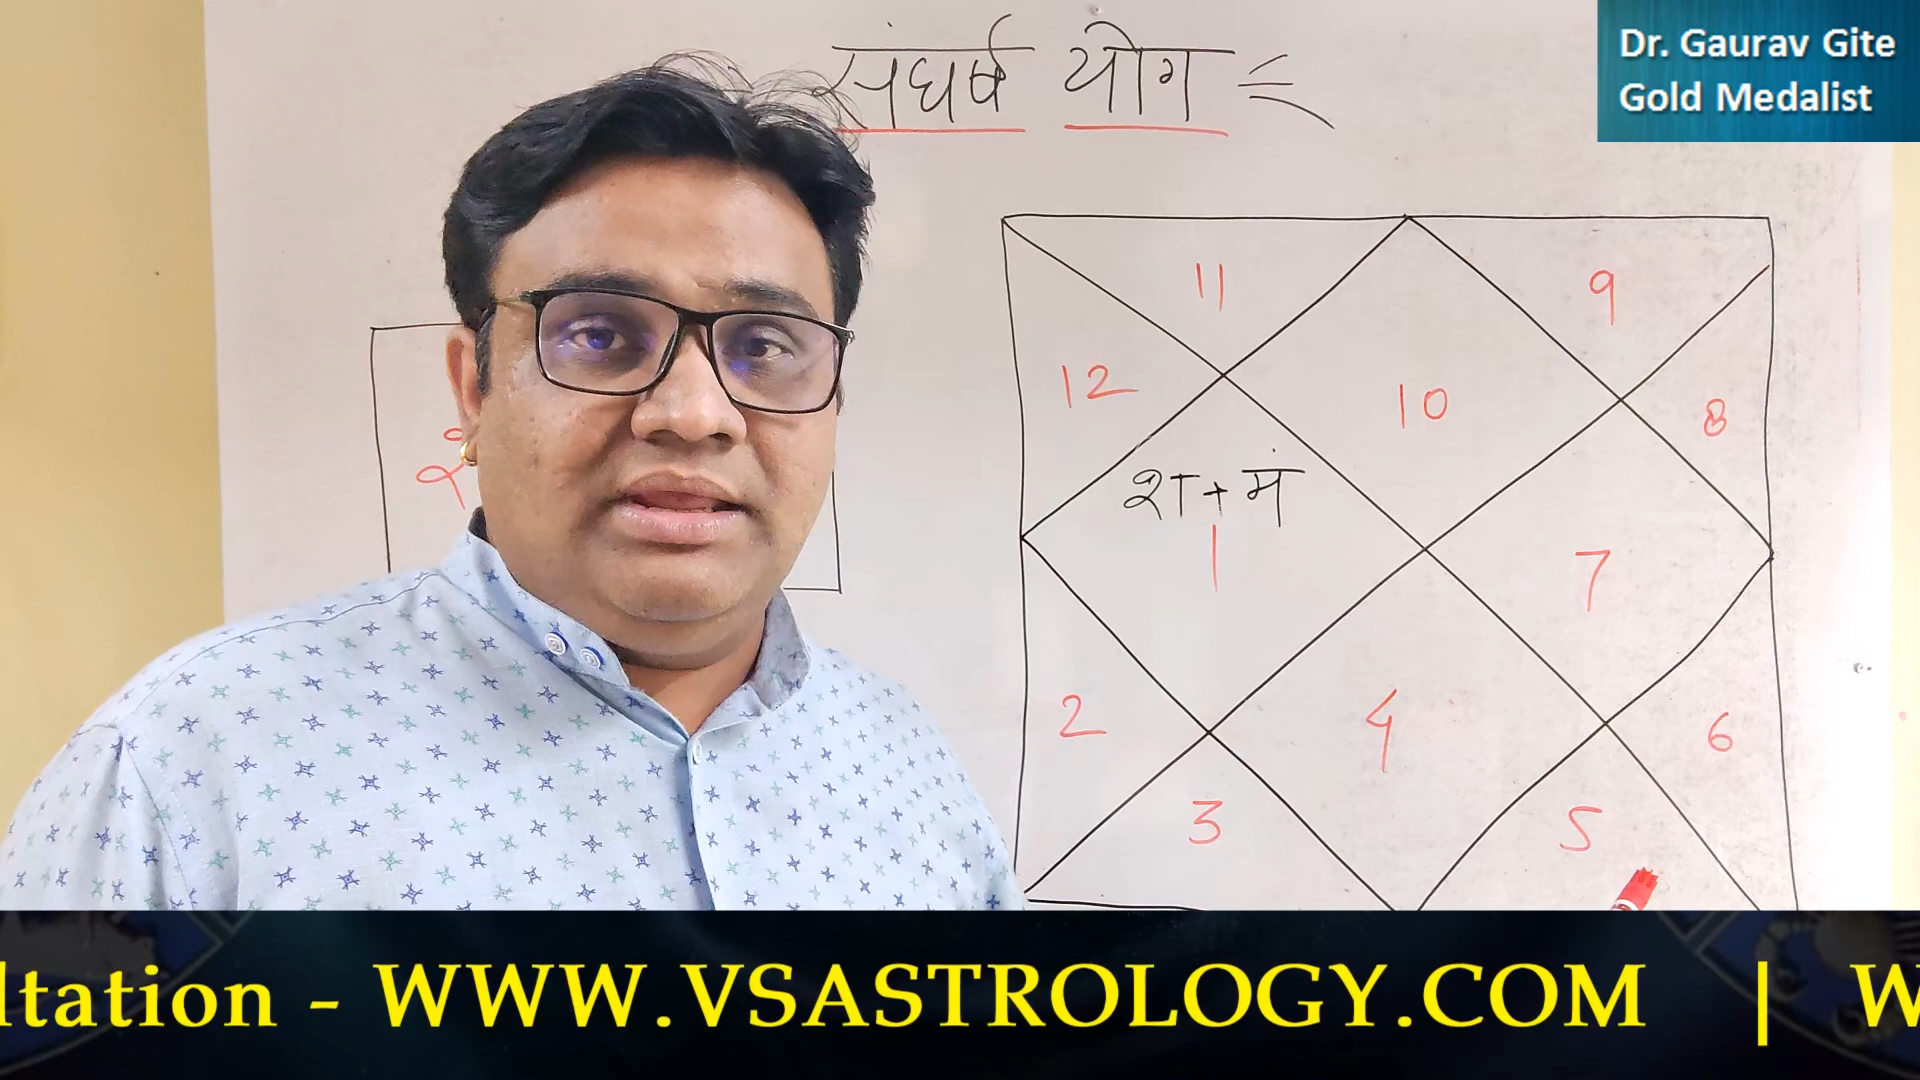 संघर्ष योग
Dr. Gaurav Gite
Gold Medalist
11
9
12
10
8
श+मं
1
7
2
4
6
3
5
ltation - WWW.VSASTROLOGY.COM | W